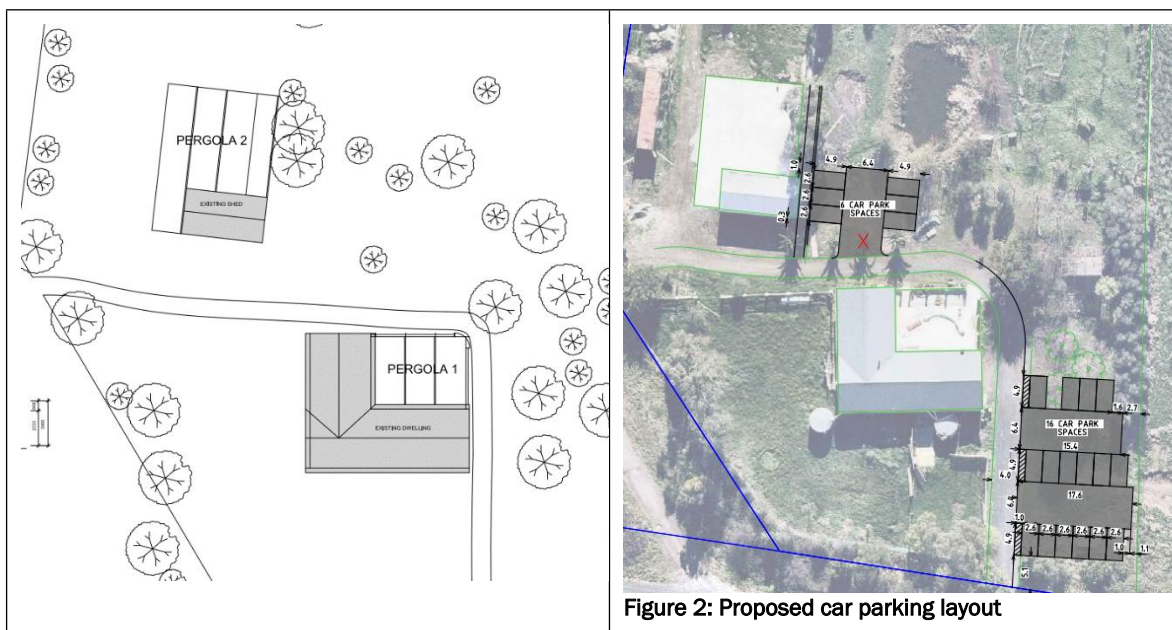 PERGOLA 2
EXISTING SHED
PERGOLA 1
EXISTING DWELLING
4.9
6.4
4.9
1.0
2.6
2.6
2.6
0.3
6 CAR PARK
SPACES
X
4.9
1.6
2.7
6.4
16 CAR PARK
SPACES
15.4
4.9
4.0
17.6
1.0
2.6
2.6
2.6
2.6
2.6
2.6
4.9
1.0
1.1
5.1
Figure 2: Proposed car parking layout